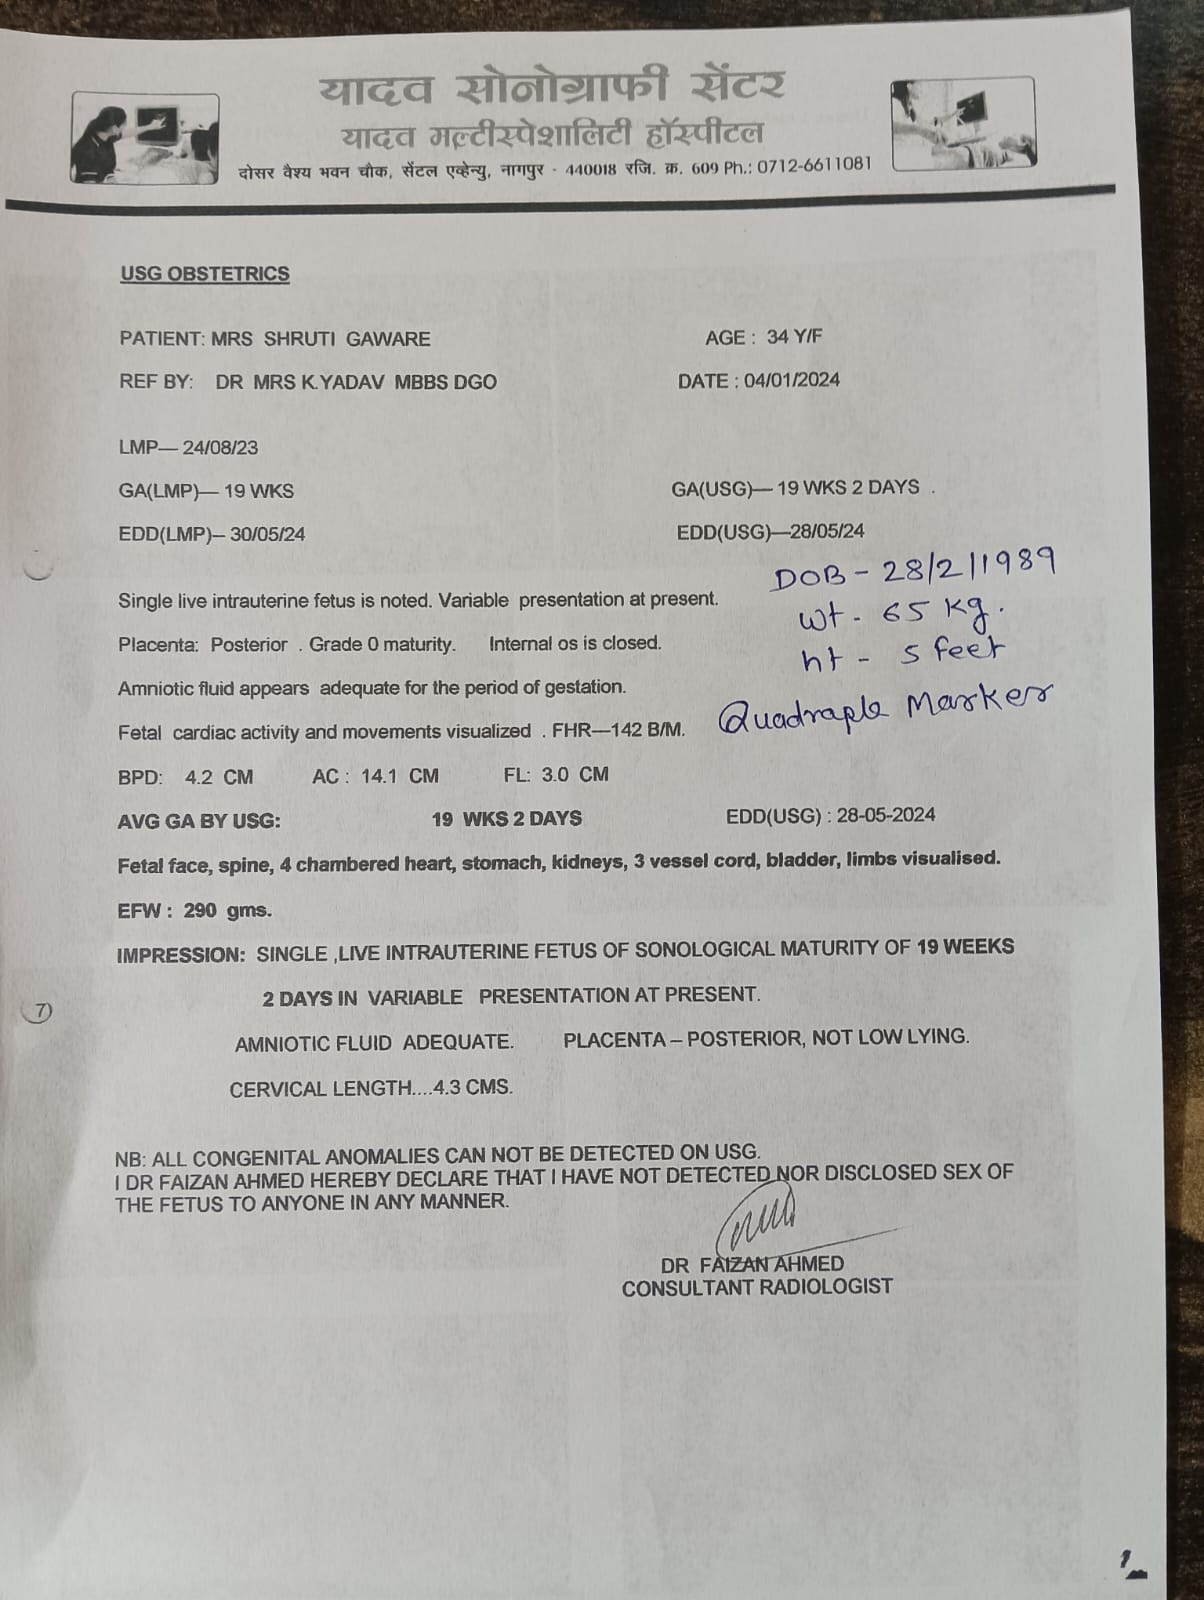 यादव सोनोग्राफी सेंटर
यादव मल्टीस्पेशालिटी हॉस्पीटल
दोसर वैश्य भवन चौक, सेंटल एव्हेन्यु, नागपुर - 440018 रजि. क्र. 609 Ph.: 0712-6611081
USG OBSTETRICS
PATIENT: MRS SHRUTI GAWARE AGE : 34 Y/F
REF BY: DR MRS K.YADAV MBBS DGO DATE : 04/01/2024
LMP— 24/08/23
GA(LMP)— 19 WKS GA(USG)— 19 WKS 2 DAYS .
EDD(LMP)– 30/05/24 EDD(USG)—28/05/24
DOB - 28/2/1989
Single live intrauterine fetus is noted. Variable presentation at present.
wt - 65 kg.
Placenta: Posterior . Grade 0 maturity. Internal os is closed.
ht - 5 feet
Amniotic fluid appears adequate for the period of gestation.
Quadraple Marker
Fetal cardiac activity and movements visualized . FHR—142 B/M.
BPD: 4.2 CM AC : 14.1 CM FL: 3.0 CM
AVG GA BY USG: 19 WKS 2 DAYS EDD(USG) : 28-05-2024
Fetal face, spine, 4 chambered heart, stomach, kidneys, 3 vessel cord, bladder, limbs visualised.
EFW : 290 gms.
IMPRESSION: SINGLE ,LIVE INTRAUTERINE FETUS OF SONOLOGICAL MATURITY OF 19 WEEKS
2 DAYS IN VARIABLE PRESENTATION AT PRESENT.
7
AMNIOTIC FLUID ADEQUATE. PLACENTA – POSTERIOR, NOT LOW LYING.
CERVICAL LENGTH....4.3 CMS.
NB: ALL CONGENITAL ANOMALIES CAN NOT BE DETECTED ON USG.
I DR FAIZAN AHMED HEREBY DECLARE THAT I HAVE NOT DETECTED NOR DISCLOSED SEX OF
THE FETUS TO ANYONE IN ANY MANNER.
DR FAIZAN AHMED
CONSULTANT RADIOLOGIST